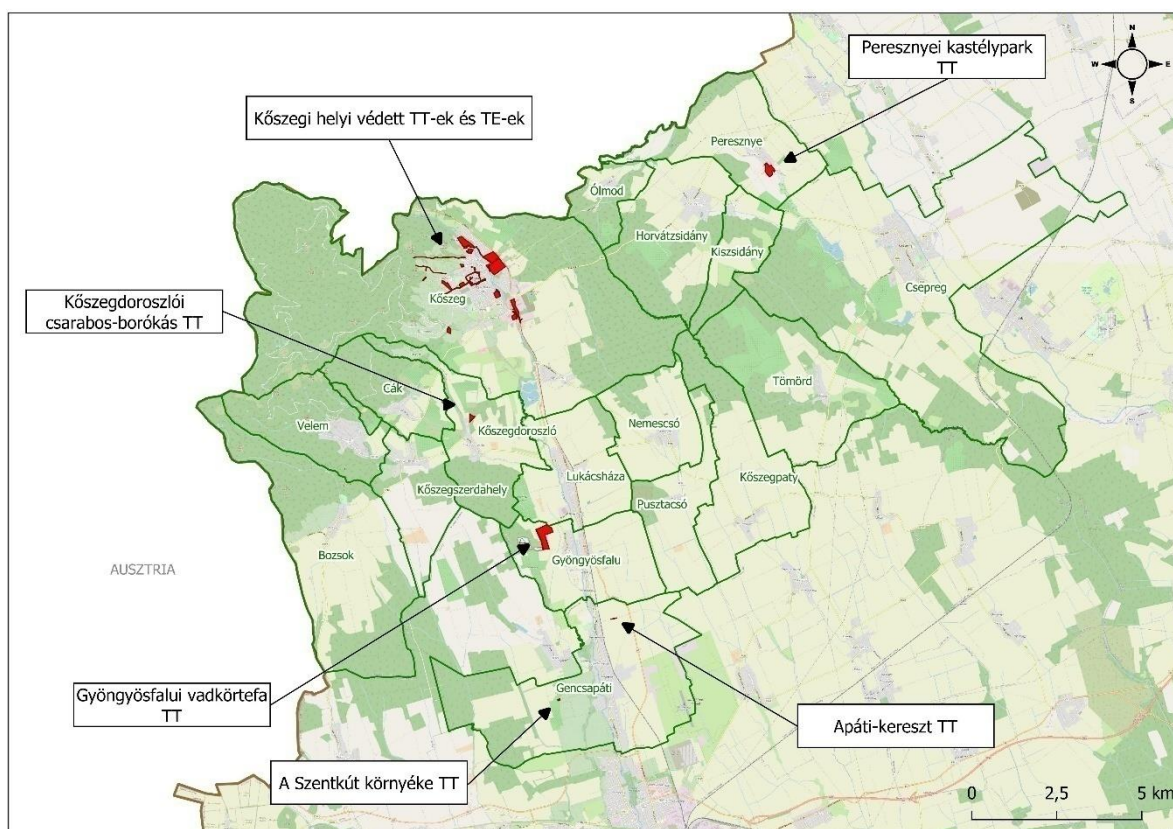 Peresznyei kastélypark
TT
N
W E
S
Kőszegi helyi védett TT-ek és TE-ek
Peresznye
Ólmod
Horvátzsidány
Kiszsidány
Csepreg
Kőszeg
Kőszegdoroszlói
csarabos-borókás TT
Cák
Tömörd
Velem
Kőszegdoroszló
Nemescsó
Kőszegszerdahely
Lukácsháza
Kőszegpaty
Pusztacsó
Bozsok
Gyöngyösfalu
AUSZTRIA
Gencsapáti
Gyöngyösfalui vadkörtefa
TT
Apáti-kereszt TT
A Szentkút környéke TT
0 2,5 5 km